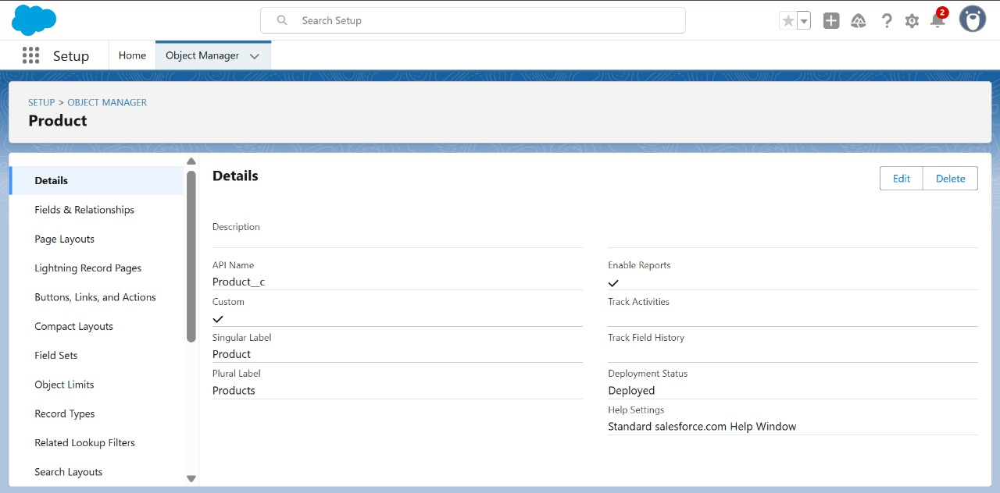 Search Setup
2
Setup
Home
Object Manager
SETUP > OBJECT MANAGER
Product
Details
Fields & Relationships
Page Layouts
Lightning Record Pages
Buttons, Links, and Actions
Compact Layouts
Field Sets
Object Limits
Record Types
Related Lookup Filters
Search Layouts
Details
Edit
Delete
Description
API Name
Product__c
Custom
Singular Label
Product
Plural Label
Products
Enable Reports
Track Activities
Track Field History
Deployment Status
Deployed
Help Settings
Standard salesforce.com Help Window